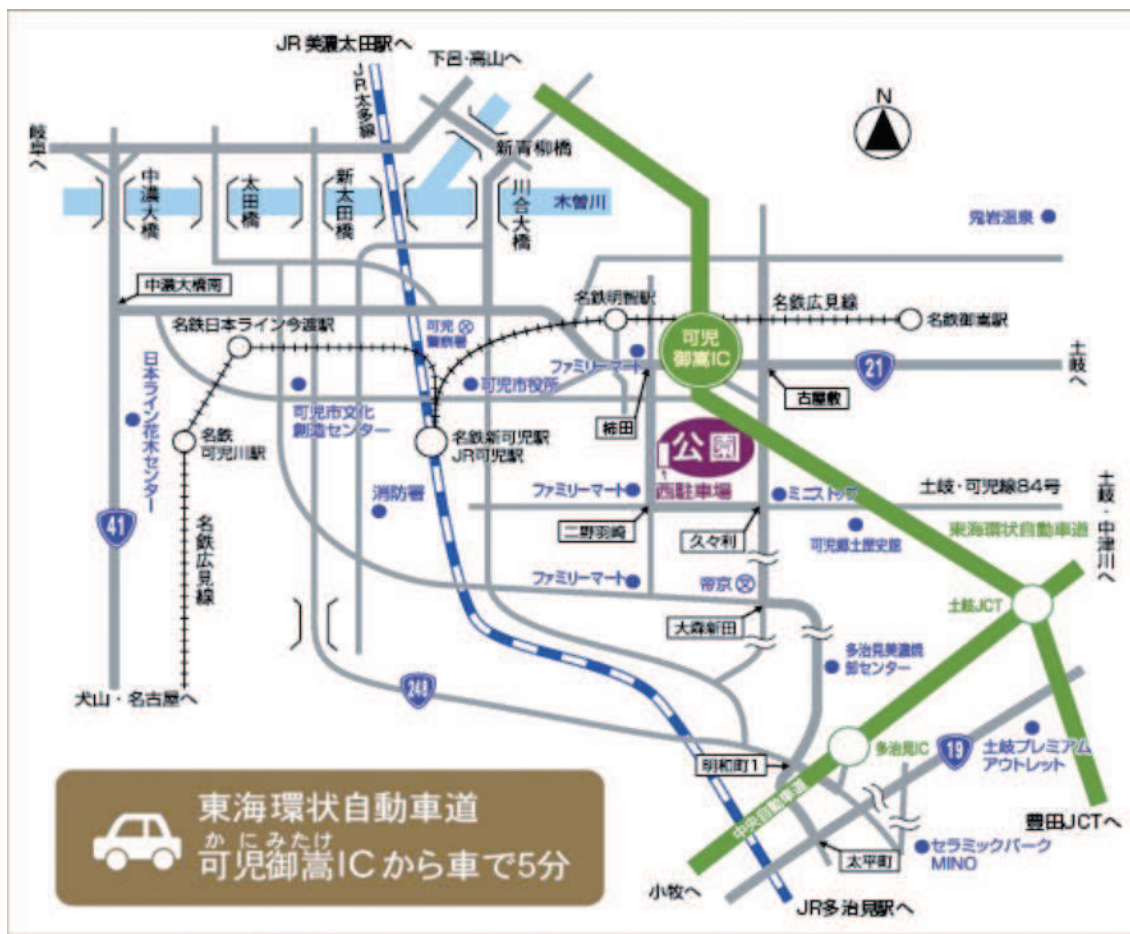 JR美濃太田駅へ
下呂・高山へ
JR太多線
N
岐阜へ
新青柳橋
中濃大橋
太田橋
新太田橋
川合大橋
木曽川
鬼岩温泉
中濃大橋南
名鉄明智駅
名鉄広見線
名鉄御嵩駅
名鉄日本ライン今渡駅
可児
警察署
可児
御嵩IC
ファミリーマート
21
土岐へ
日本ライン花木センター
可児市文化
創造センター
可児市役所
古屋敷
柿田
名鉄
可児川駅
名鉄新可児駅
JR可児駅
公園
西駐車場
消防署
ファミリーマート
ミニストップ
土岐・可児線84号
土岐・中津川へ
41
名鉄広見線
二野羽崎
久々利
可児郷土歴史館
東海環状自動車道
ファミリーマート
帝京
土岐JCT
大森新田
多治見美濃焼
卸センター
犬山・名古屋へ
248
多治見IC
19
土岐プレミアム
アウトレット
明和町1
中央自動車道
豊田JCTへ
太平町
セラミックパーク
MINO
小牧へ
JR多治見駅へ
東海環状自動車道
かにみたけ
可児御嵩ICから車で5分